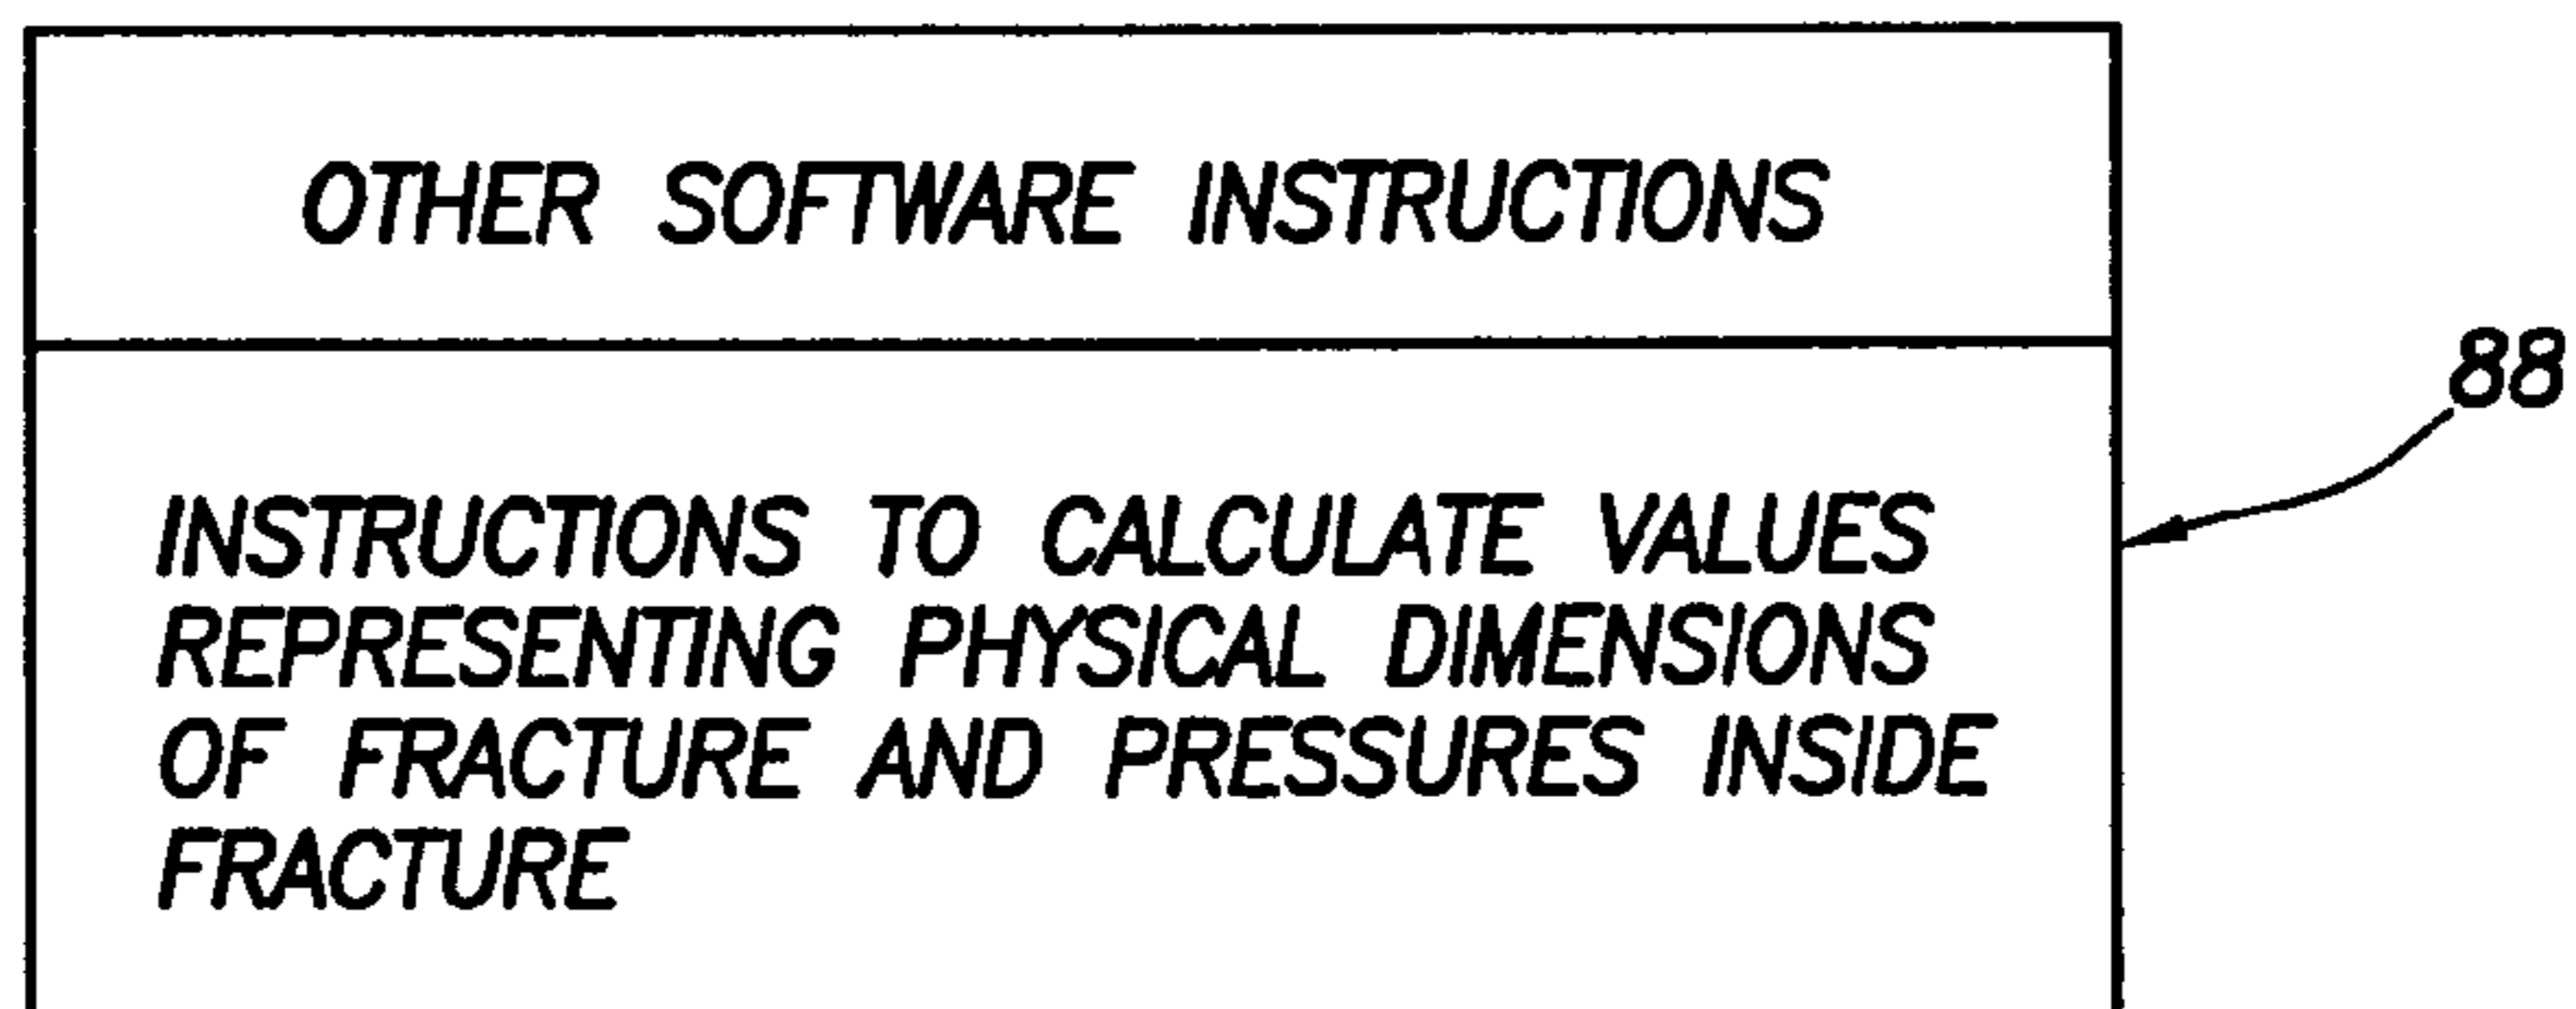 OTHER SOFTWARE INSTRUCTIONS
88
INSTRUCTIONS TO CALCULATE VALUES
REPRESENTING PHYSICAL DIMENSIONS
OF FRACTURE AND PRESSURES INSIDE
FRACTURE